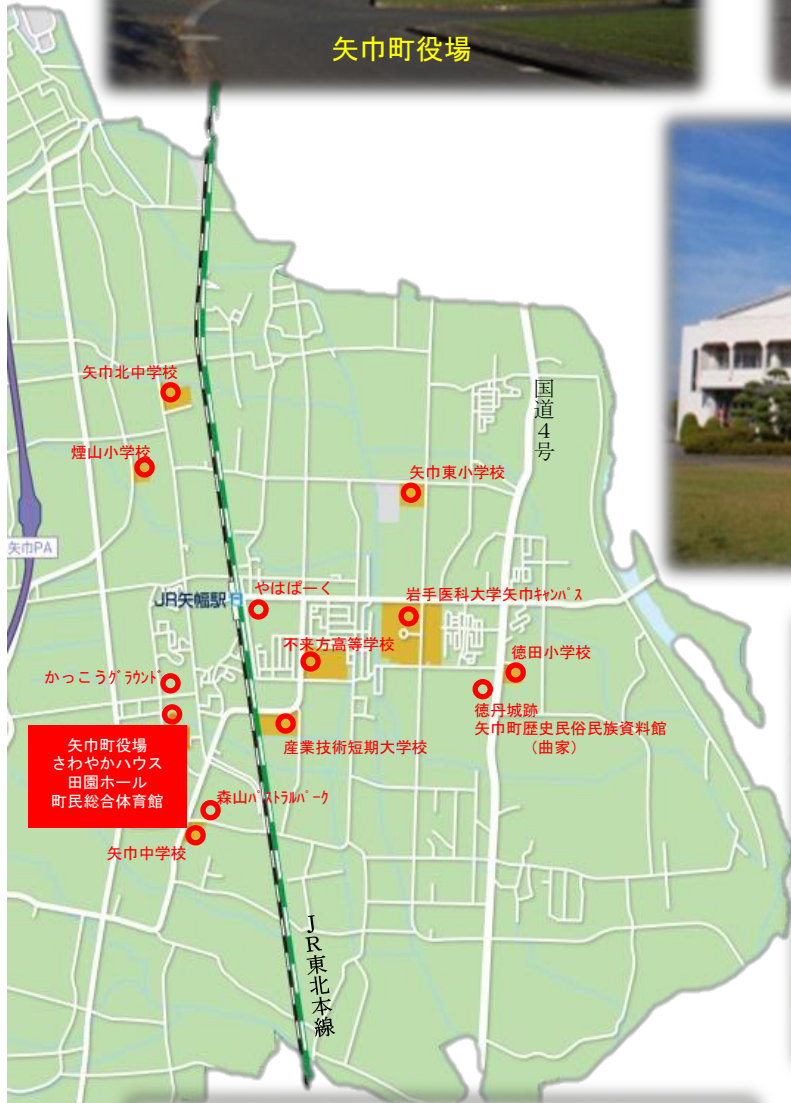 矢巾町役場
矢巾北中学校
国道4号
煙山小学校
矢巾東小学校
矢巾PA
JR矢幅駅
やはぱーく
岩手医科大学矢巾ｷｬﾝﾊﾟｽ
不来方高等学校
徳田小学校
かっこうｸﾞﾗｳﾝﾄﾞ
徳丹城跡
矢巾町歴史民俗民族資料館
（曲家）
産業技術短期大学校
矢巾町役場
さわやかハウス
田園ホール
町民総合体育館
森山ﾊﾟｽﾄﾗﾙﾊﾟｰｸ
矢巾中学校
JR東北本線